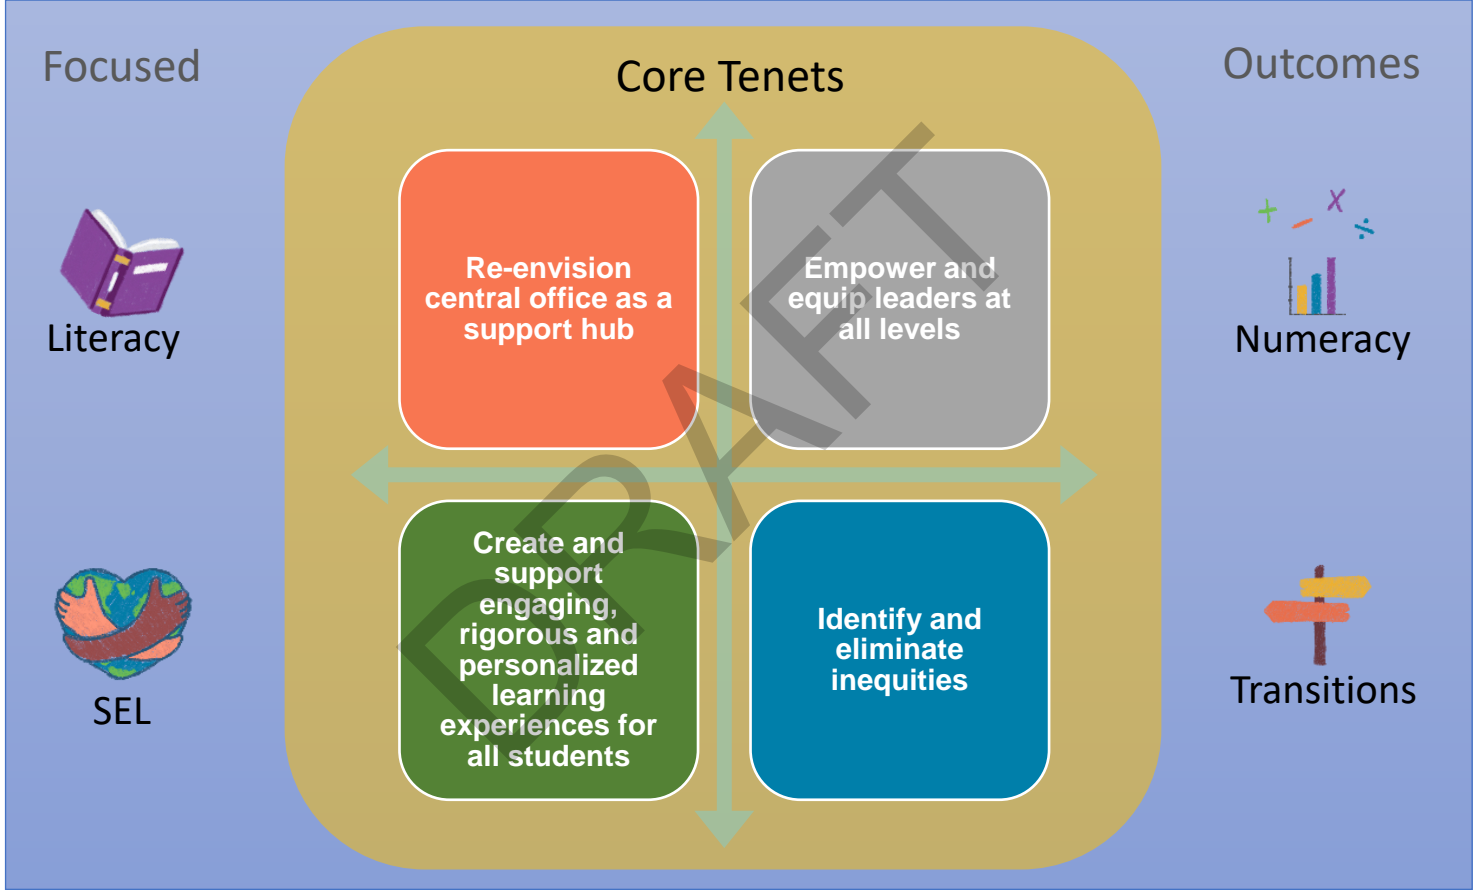 Focused
Core Tenets
Outcomes
Re-envision
central office as a
support hub
Empower and
equip leaders at
all levels
Literacy
+ − x ÷
Numeracy
Create and
support
engaging,
rigorous and
personalized
learning
experiences for
all students
Identify and
eliminate
inequities
SEL
Transitions
DRAFT